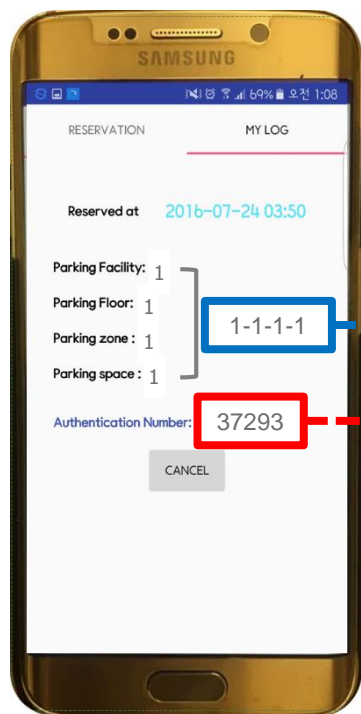 SAMSUNG
69% 오전 1:08
RESERVATION MY LOG
Reserved at 2016-07-24 03:50
Parking Facility: 1
Parking Floor: 1
Parking zone : 1
Parking space : 1
1-1-1-1
Authentication Number: 37293
CANCEL